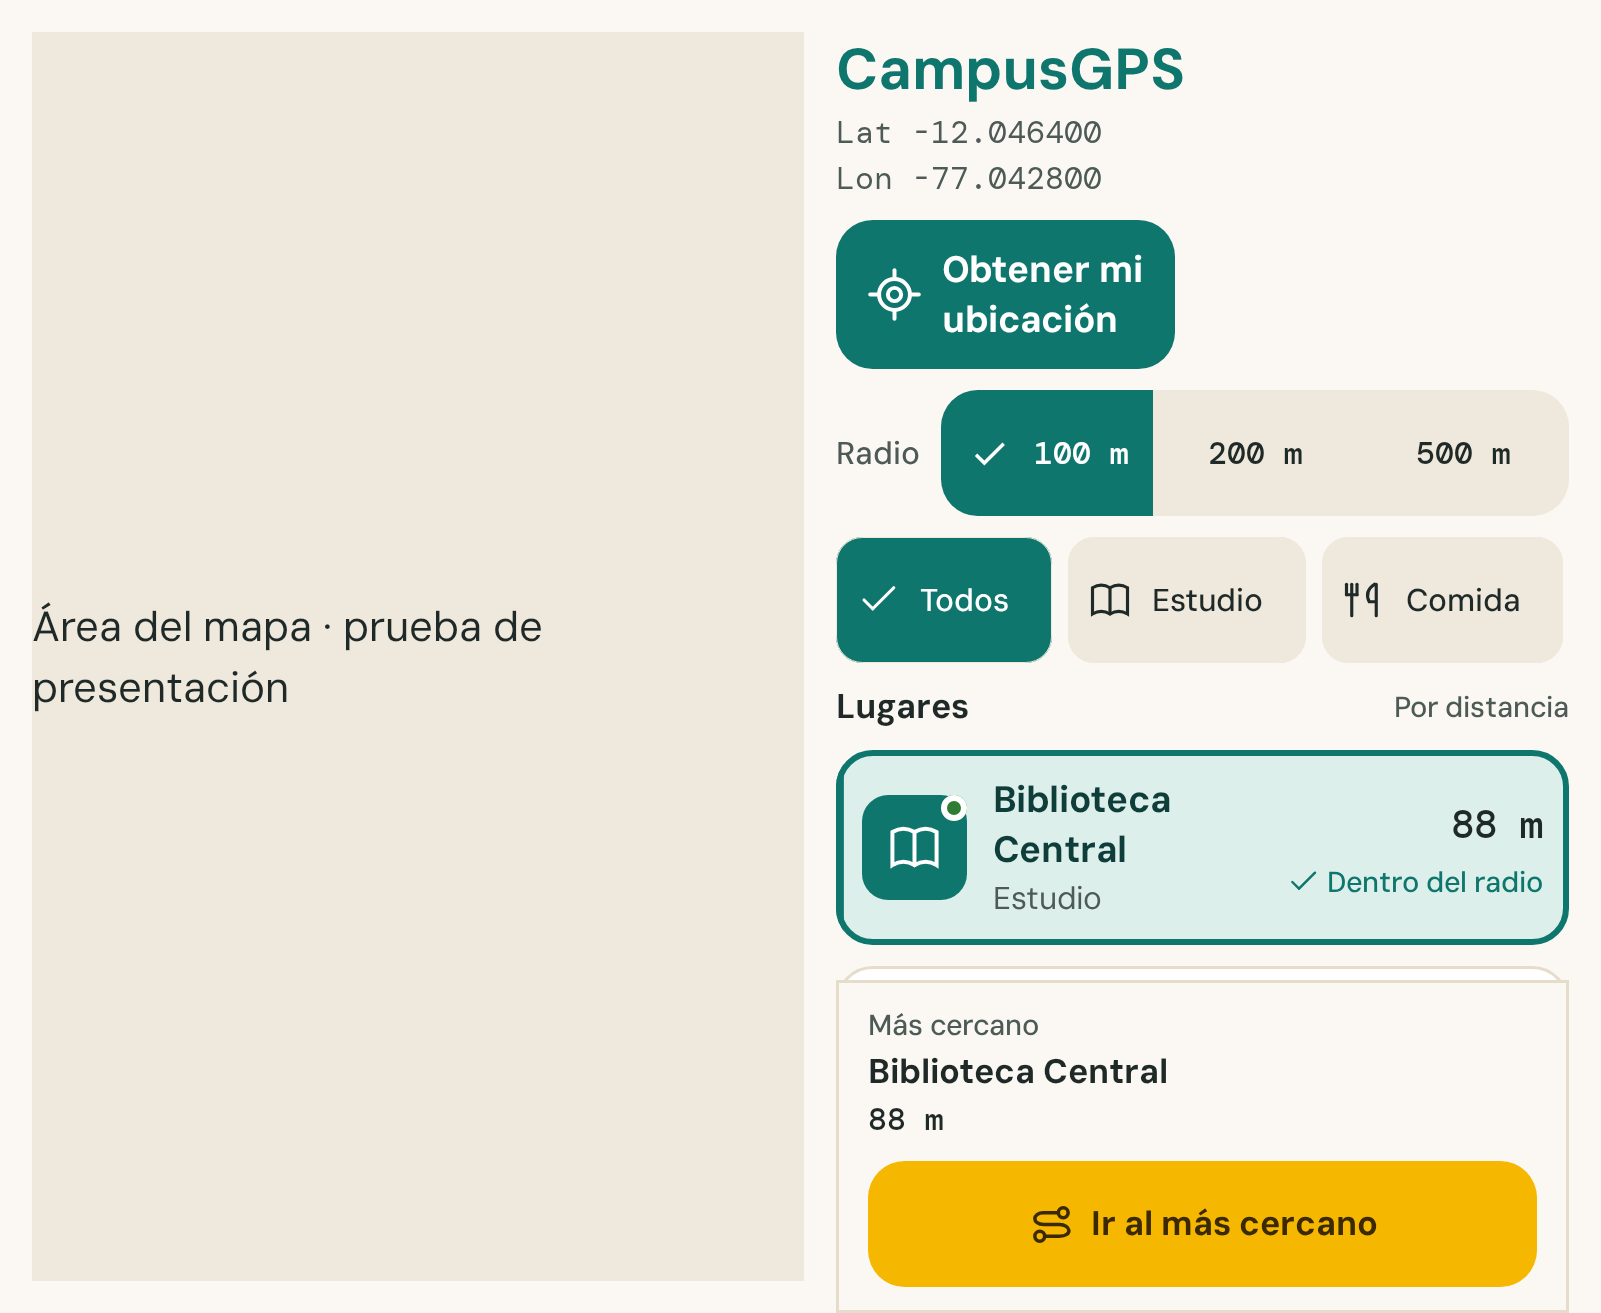 Área del mapa · prueba de
presentación
CampusGPS
Lat -12.046400
Lon -77.042800
Obtener mi
ubicación
Radio
100 m
200 m
500 m
Todos
Estudio
Comida
Lugares
Por distancia
Biblioteca
Central
Estudio
88 m
Dentro del radio
Más cercano
Biblioteca Central
88 m
Ir al más cercano